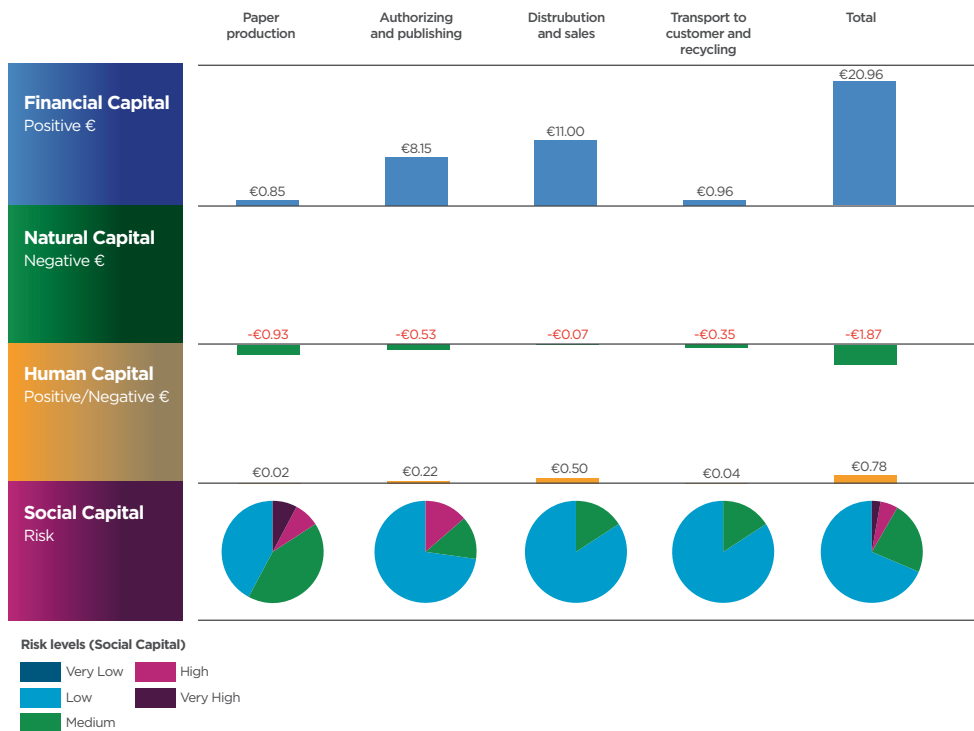 Paper
production
Authorizing
and publishing
Distrubution
and sales
Transport to
customer and
recycling
Total
Financial Capital
Positive €
€0.85
€8.15
€11.00
€0.96
€20.96
Natural Capital
Negative €
-€0.93
-€0.53
-€0.07
-€0.35
-€1.87
Human Capital
Positive/Negative €
€0.02
€0.22
€0.50
€0.04
€0.78
Social Capital
Risk
Risk levels (Social Capital)
Very Low
High
Low
Very High
Medium